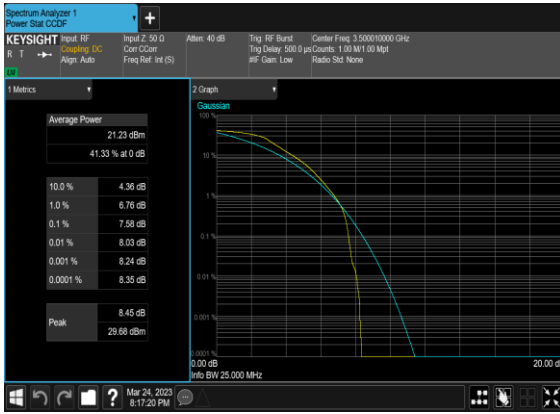 Spectrum Analyzer 1
Power Stat CCDF
KEYSIGHT
R T
LV
Input: RF
Coupling: DC
Align: Auto
Input Z: 50 Ω
Corr CCorr
Freq Ref: Int (S)
Atten: 40 dB
Trig: RF Burst
Trig Delay: 500.0 µs
#IF Gain: Low
Center Freq: 3.500010000 GHz
Counts: 1.00 M/1.00 Mpt
Radio Std: None
1 Metrics
Average Power
21.23 dBm
41.33 % at 0 dB
10.0 % 4.36 dB
1.0 % 6.76 dB
0.1 % 7.58 dB
0.01 % 8.03 dB
0.001 % 8.24 dB
0.0001 % 8.35 dB
Peak
8.45 dB
29.68 dBm
2 Graph
Gaussian
100 %
10 %
1 %
0.1 %
0.01 %
0.001 %
0.0001 %
0.00 dB
20.00 d
Info BW 25.000 MHz
?
Mar 24, 2023
8:17:20 PM